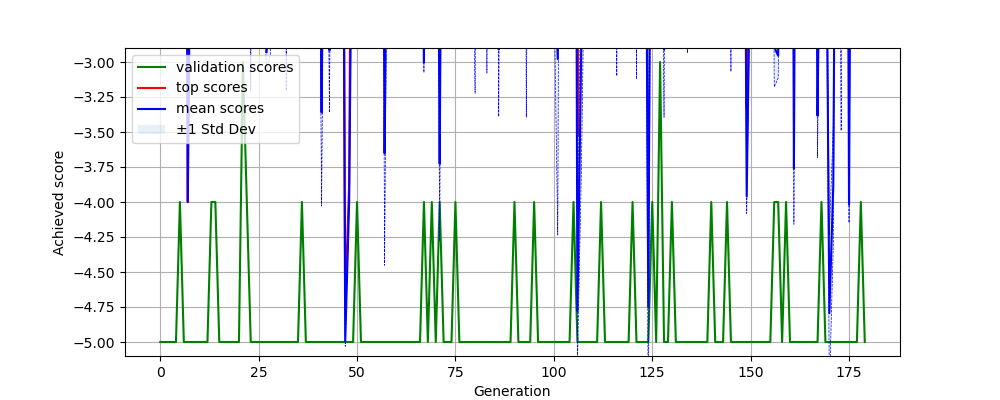 −3.00
−3.25
−3.50
−3.75
−4.00
−4.25
−4.50
−4.75
−5.00
Achieved score
validation scores
top scores
mean scores
±1 Std Dev
0 25 50 75 100 125 150 175
Generation